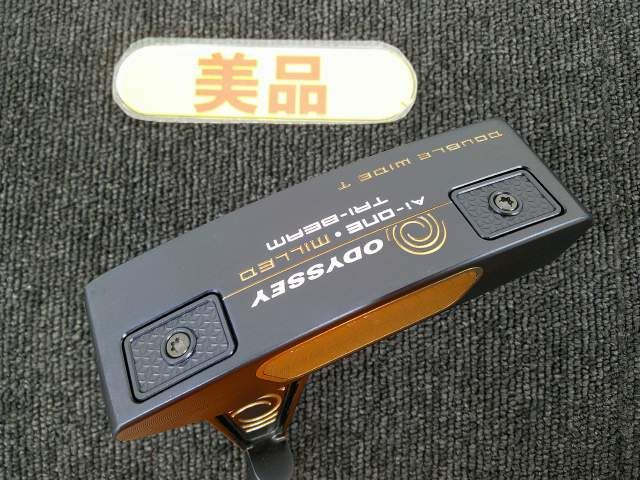 美品
DOUBLE WIDE T
Ai-ONE • MILLED
TRI-BEAM
ODYSSEY